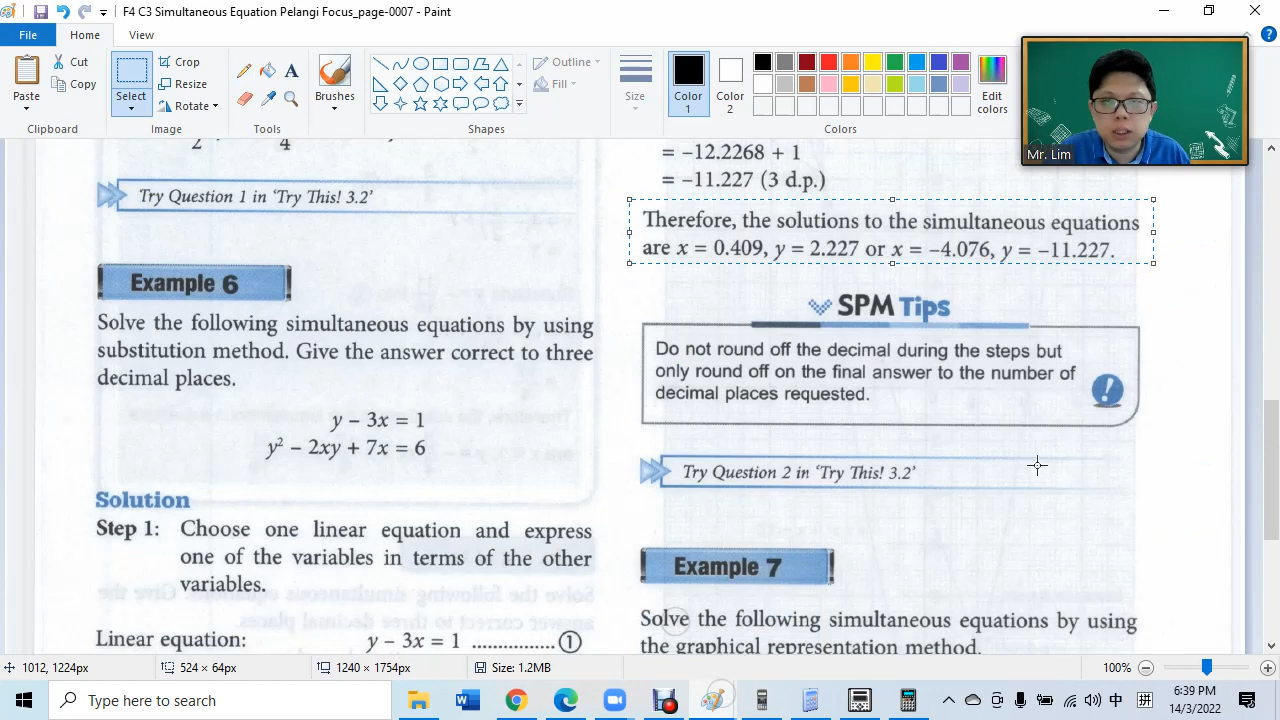 F4 C3 Simultaneous Equation Pelangi Focus_page-0007 - Paint
File Home View
Paste Cut Copy Clipboard
Select Crop Resize Rotate Image
Tools
Brushes
Shapes
Outline Fill
Size
Color 1 Color 2 Edit colors Colors
Mr. Lim
2 4
Try Question 1 in 'Try This! 3.2'
Example 6
Solve the following simultaneous equations by using
substitution method. Give the answer correct to three
decimal places.
y – 3x = 1
y² – 2xy + 7x = 6
Solution
Step 1: Choose one linear equation and express
one of the variables in terms of the other
variables.
Linear equation: y – 3x = 1 ................①
= –12.2268 + 1
= –11.227 (3 d.p.)
Therefore, the solutions to the simultaneous equations
are x = 0.409, y = 2.227 or x = –4.076, y = –11.227.
SPM Tips
Do not round off the decimal during the steps but
only round off on the final answer to the number of
decimal places requested.
Try Question 2 in 'Try This! 3.2'
Example 7
Solve the following simultaneous equations by using
the graphical representation method.
1012, 1224px 524 × 64px 1240 × 1754px Size: 1.2MB 100%
Type here to search
中 拼
6:39 PM
14/3/2022